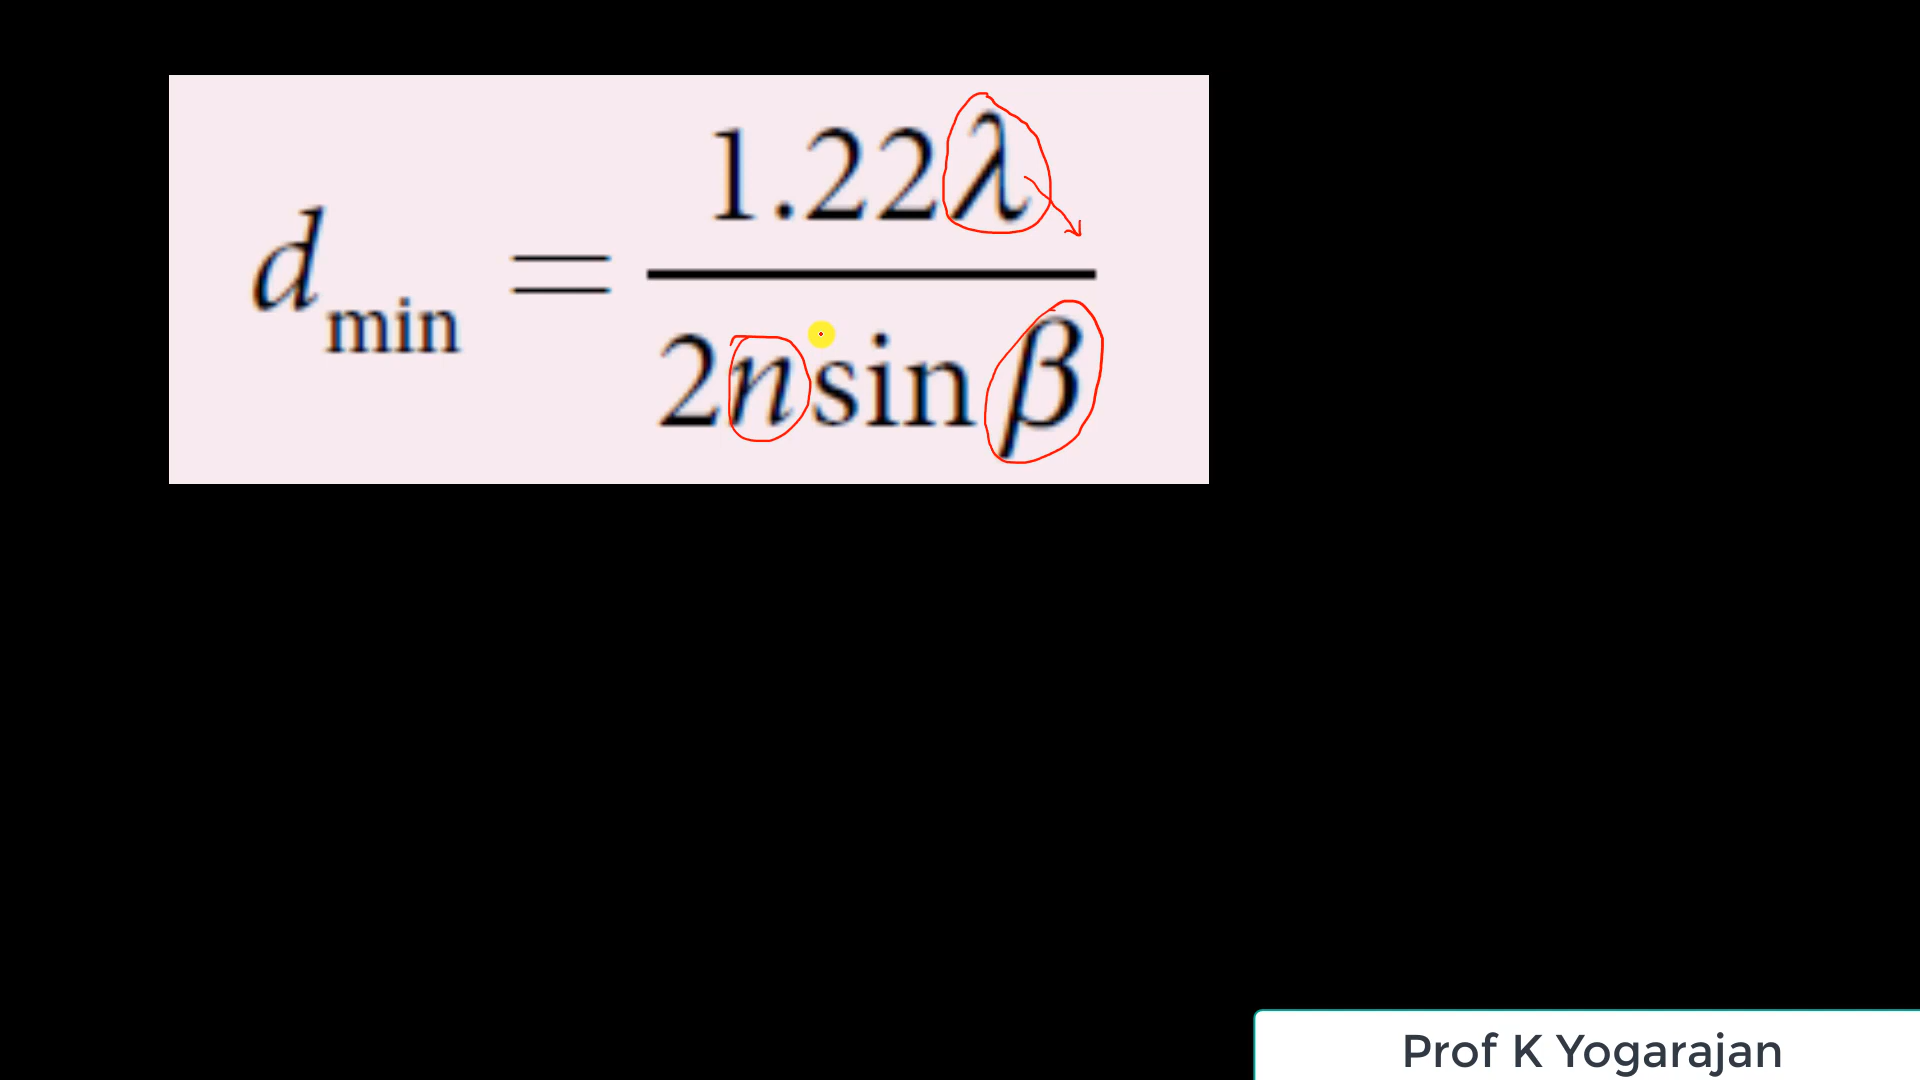 d_min = 1.22λ / 2n sin β
Prof K Yogarajan